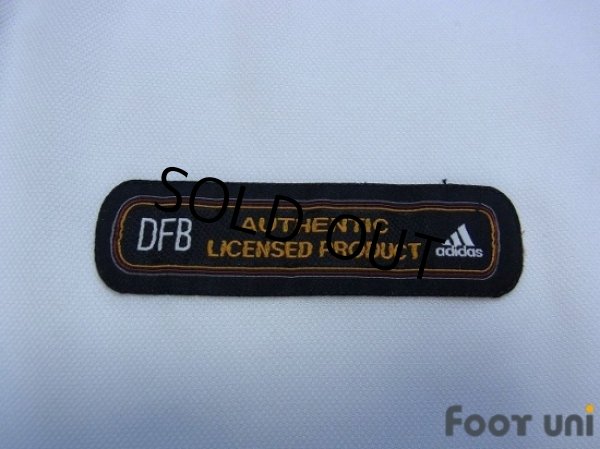 DFB
AUTHENTIC
LICENSED PRODUCT
adidas
SOLD OUT
Foot uni